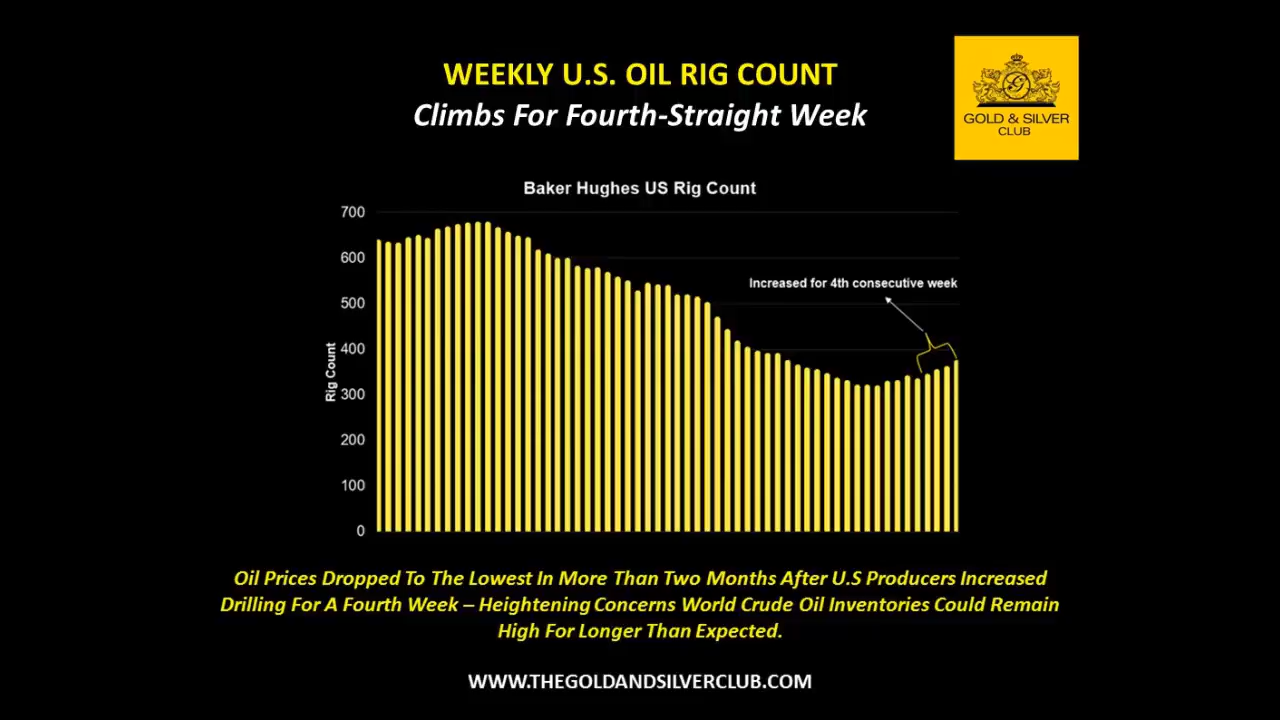 WEEKLY U.S. OIL RIG COUNT
Climbs For Fourth-Straight Week
GOLD & SILVER
CLUB
Baker Hughes US Rig Count
700
600
500
400
300
200
100
0
Rig Count
Increased for 4th consecutive week
Oil Prices Dropped To The Lowest In More Than Two Months After U.S Producers Increased
Drilling For A Fourth Week – Heightening Concerns World Crude Oil Inventories Could Remain
High For Longer Than Expected.
WWW.THEGOLDANDSILVERCLUB.COM